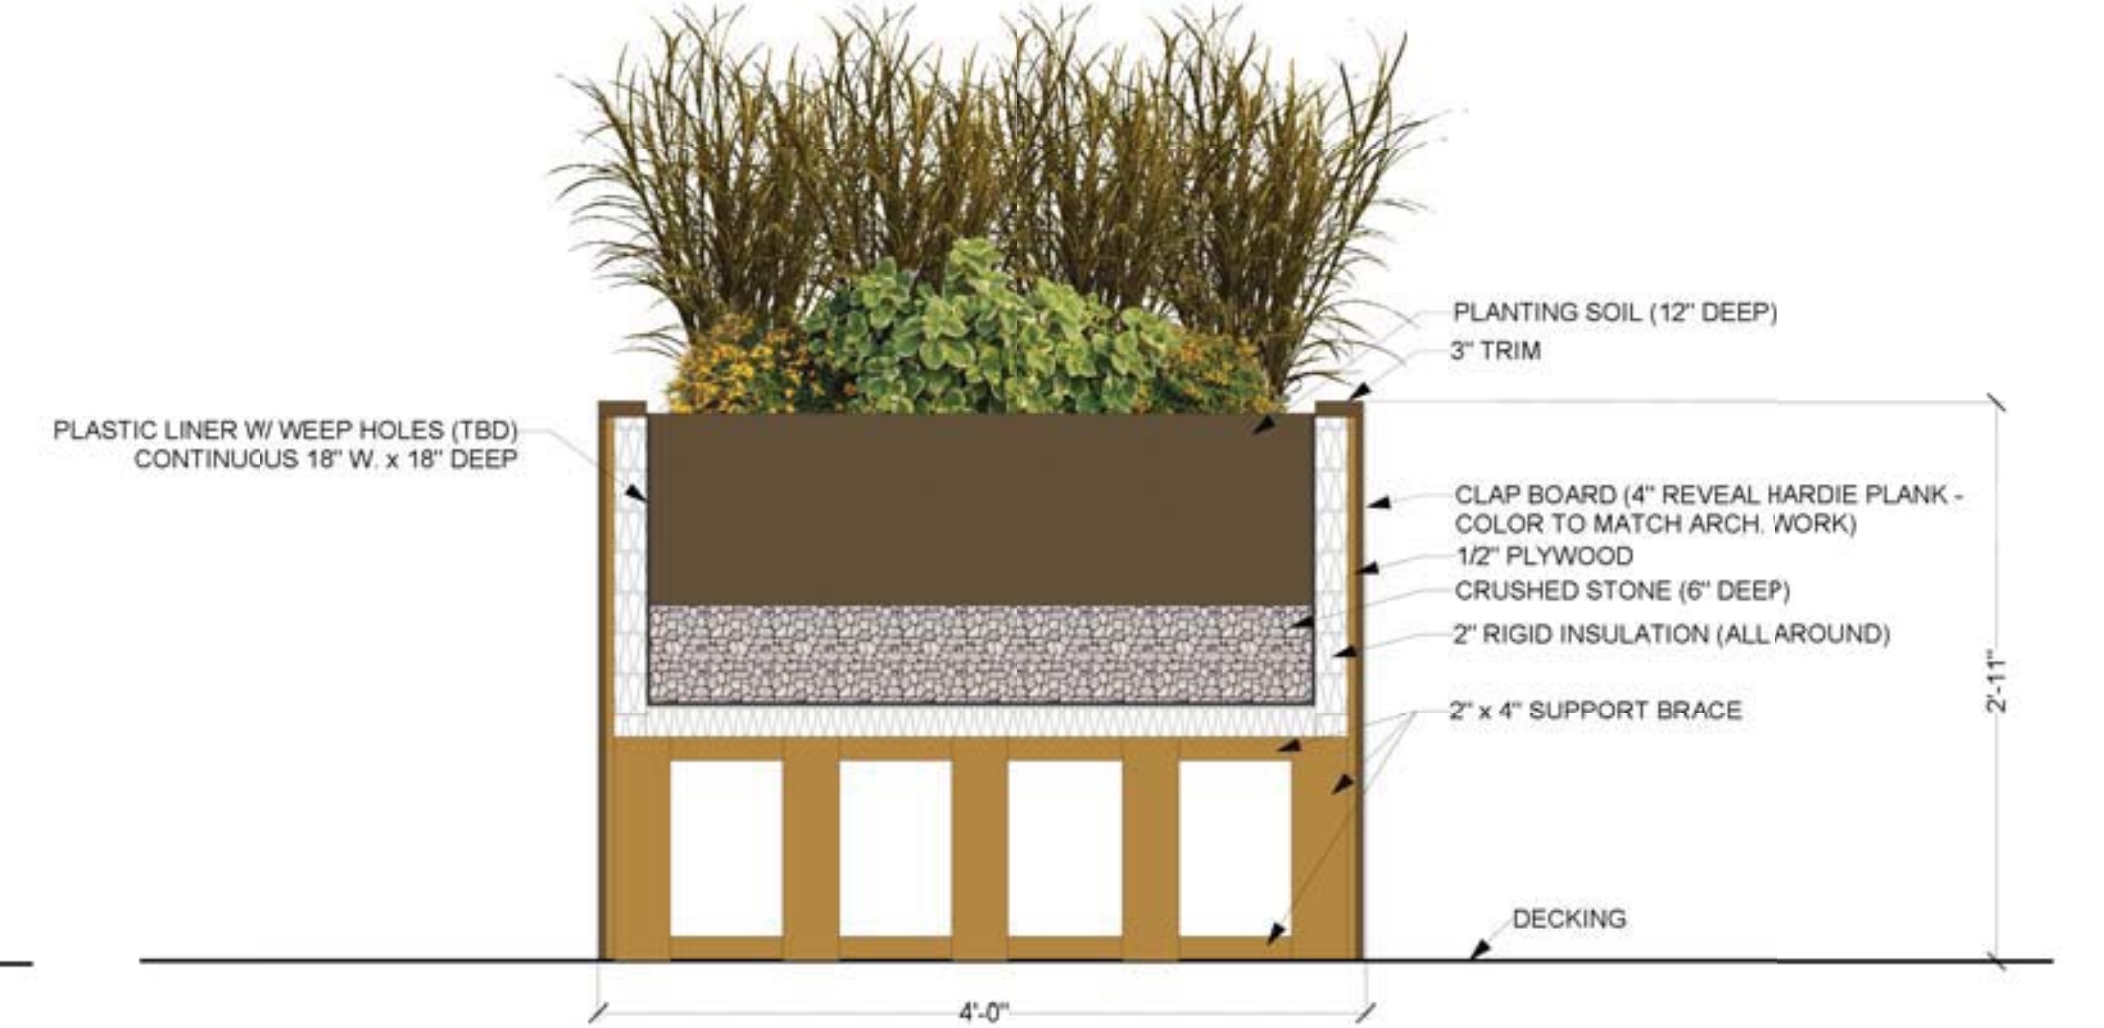 PLANTING SOIL (12" DEEP)
3" TRIM
PLASTIC LINER W/ WEEP HOLES (TBD)
CONTINUOUS 18" W. x 18" DEEP
CLAP BOARD (4" REVEAL HARDIE PLANK -
COLOR TO MATCH ARCH. WORK)
1/2" PLYWOOD
CRUSHED STONE (6" DEEP)
2" RIGID INSULATION (ALL AROUND)
2'-11"
2" x 4" SUPPORT BRACE
DECKING
4'-0"